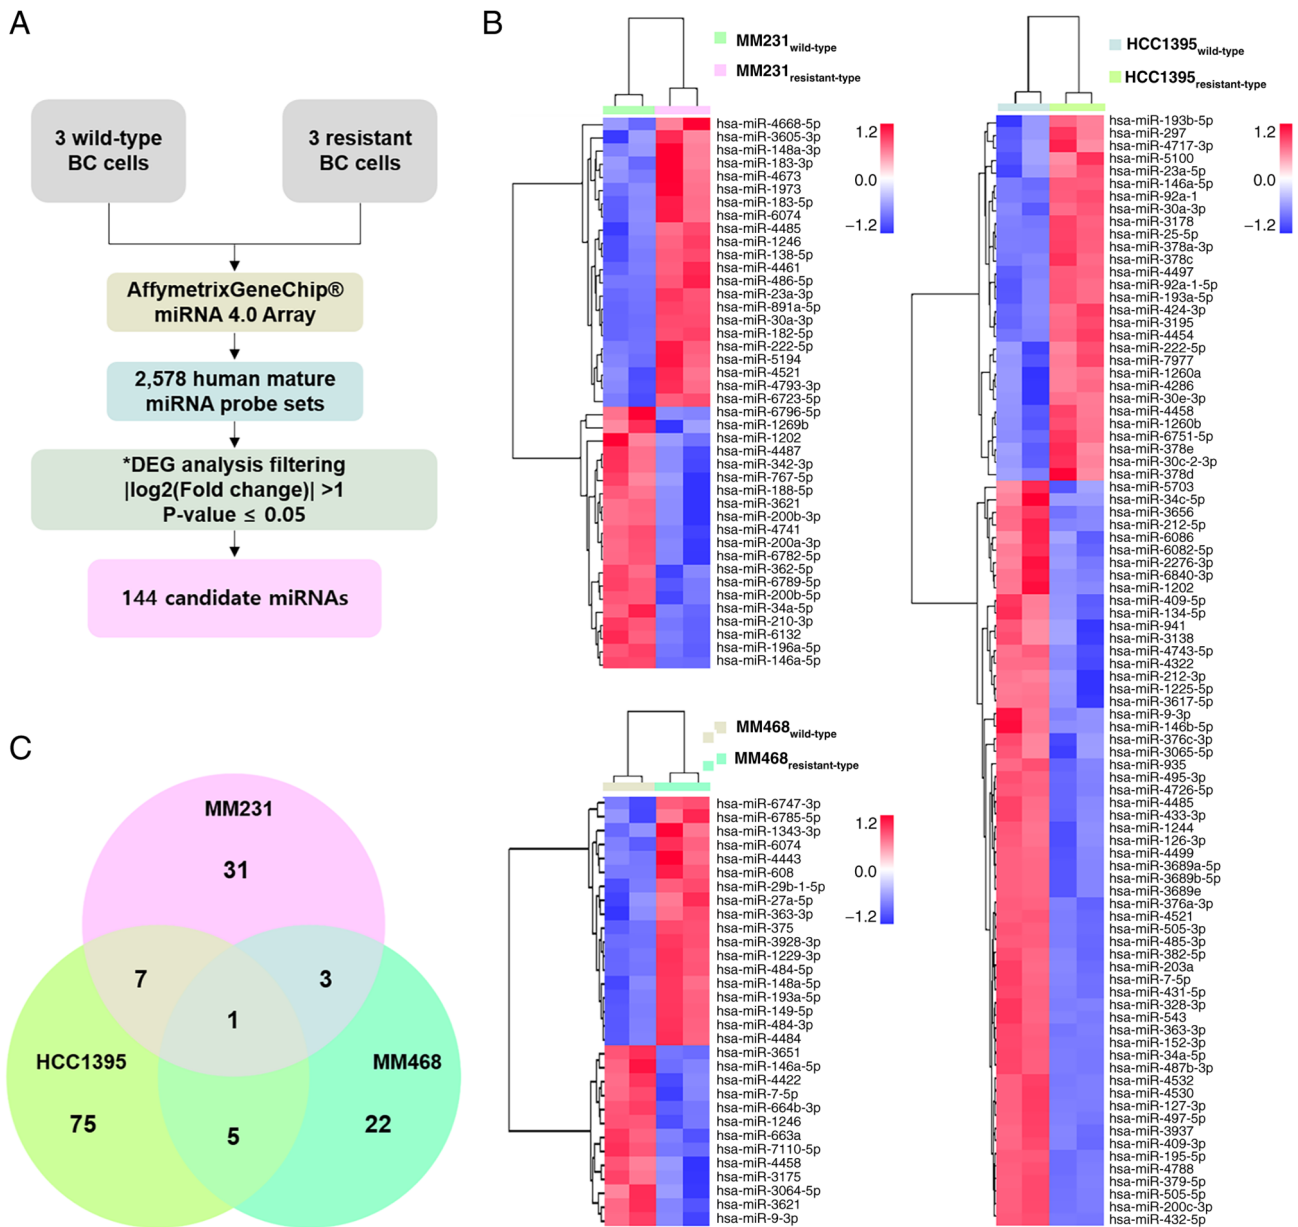 A
3 wild-type
BC cells
3 resistant
BC cells
AffymetrixGeneChip®
miRNA 4.0 Array
2,578 human mature
miRNA probe sets
*DEG analysis filtering
|log2(Fold change)| >1
P-value ≤ 0.05
144 candidate miRNAs
B
MM231wild-type
MM231resistant-type
1.2
0.0
−1.2
hsa-miR-4668-5p
hsa-miR-3605-3p
hsa-miR-148a-3p
hsa-miR-183-3p
hsa-miR-4673
hsa-miR-1973
hsa-miR-183-5p
hsa-miR-6074
hsa-miR-4485
hsa-miR-1246
hsa-miR-138-5p
hsa-miR-4461
hsa-miR-486-5p
hsa-miR-23a-3p
hsa-miR-891a-5p
hsa-miR-30a-3p
hsa-miR-182-5p
hsa-miR-222-5p
hsa-miR-5194
hsa-miR-4521
hsa-miR-4793-3p
hsa-miR-6723-5p
hsa-miR-6796-5p
hsa-miR-1269b
hsa-miR-1202
hsa-miR-4487
hsa-miR-342-3p
hsa-miR-767-5p
hsa-miR-188-5p
hsa-miR-3621
hsa-miR-200b-3p
hsa-miR-4741
hsa-miR-200a-3p
hsa-miR-6782-5p
hsa-miR-362-5p
hsa-miR-6789-5p
hsa-miR-200b-5p
hsa-miR-34a-5p
hsa-miR-210-3p
hsa-miR-6132
hsa-miR-196a-5p
hsa-miR-146a-5p
MM468wild-type
MM468resistant-type
1.2
0.0
−1.2
hsa-miR-6747-3p
hsa-miR-6785-5p
hsa-miR-1343-3p
hsa-miR-6074
hsa-miR-4443
hsa-miR-608
hsa-miR-29b-1-5p
hsa-miR-27a-5p
hsa-miR-363-3p
hsa-miR-375
hsa-miR-3928-3p
hsa-miR-1229-3p
hsa-miR-484-5p
hsa-miR-148a-5p
hsa-miR-193a-5p
hsa-miR-149-5p
hsa-miR-484-3p
hsa-miR-4484
hsa-miR-3651
hsa-miR-146a-5p
hsa-miR-4422
hsa-miR-7-5p
hsa-miR-664b-3p
hsa-miR-1246
hsa-miR-663a
hsa-miR-7110-5p
hsa-miR-4458
hsa-miR-3175
hsa-miR-3064-5p
hsa-miR-3621
hsa-miR-9-3p
HCC1395wild-type
HCC1395resistant-type
1.2
0.0
−1.2
hsa-miR-193b-5p
hsa-miR-297
hsa-miR-4717-3p
hsa-miR-5100
hsa-miR-23a-5p
hsa-miR-146a-5p
hsa-miR-92a-1
hsa-miR-30a-3p
hsa-miR-3178
hsa-miR-25-5p
hsa-miR-378a-3p
hsa-miR-378c
hsa-miR-4497
hsa-miR-92a-1-5p
hsa-miR-193a-5p
hsa-miR-424-3p
hsa-miR-3195
hsa-miR-4454
hsa-miR-222-5p
hsa-miR-7977
hsa-miR-1260a
hsa-miR-4286
hsa-miR-30e-3p
hsa-miR-4458
hsa-miR-1260b
hsa-miR-6751-5p
hsa-miR-378e
hsa-miR-30c-2-3p
hsa-miR-378d
hsa-miR-5703
hsa-miR-34c-5p
hsa-miR-3656
hsa-miR-212-5p
hsa-miR-6086
hsa-miR-6082-5p
hsa-miR-2276-3p
hsa-miR-6840-3p
hsa-miR-1202
hsa-miR-409-5p
hsa-miR-134-5p
hsa-miR-941
hsa-miR-3138
hsa-miR-4743-5p
hsa-miR-4322
hsa-miR-212-3p
hsa-miR-1225-5p
hsa-miR-3617-5p
hsa-miR-9-3p
hsa-miR-146b-5p
hsa-miR-376c-3p
hsa-miR-3065-5p
hsa-miR-935
hsa-miR-495-3p
hsa-miR-4726-5p
hsa-miR-4485
hsa-miR-433-3p
hsa-miR-1244
hsa-miR-126-3p
hsa-miR-4499
hsa-miR-3689a-5p
hsa-miR-3689b-5p
hsa-miR-3689e
hsa-miR-376a-3p
hsa-miR-4521
hsa-miR-505-3p
hsa-miR-485-3p
hsa-miR-382-5p
hsa-miR-203a
hsa-miR-7-5p
hsa-miR-431-5p
hsa-miR-328-3p
hsa-miR-543
hsa-miR-363-3p
hsa-miR-152-3p
hsa-miR-34a-5p
hsa-miR-487b-3p
hsa-miR-4532
hsa-miR-4530
hsa-miR-127-3p
hsa-miR-497-5p
hsa-miR-3937
hsa-miR-409-3p
hsa-miR-195-5p
hsa-miR-4788
hsa-miR-379-5p
hsa-miR-505-5p
hsa-miR-200c-3p
hsa-miR-432-5p
C
MM231
31
7
3
1
HCC1395
MM468
75
5
22